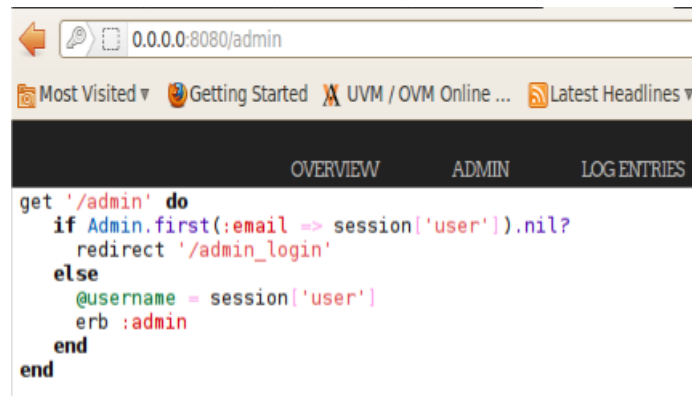 0.0.0.0:8080/admin
Most Visited Getting Started UVM / OVM Online ... Latest Headlines
OVERVIEW ADMIN LOG ENTRIES
get '/admin' do
if Admin.first(:email => session['user']).nil?
redirect '/admin_login'
else
@username = session['user']
erb :admin
end
end